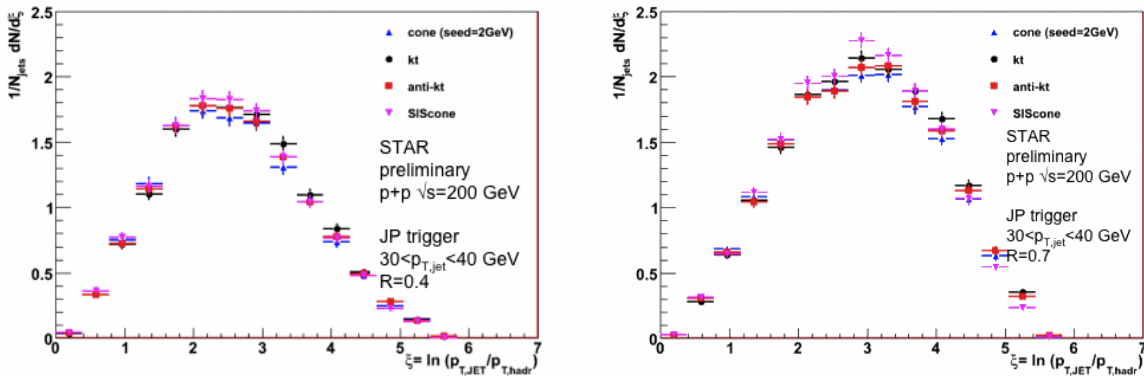 1/N_jets dN/dξ
2.5
2
1.5
1
0.5
0
cone (seed=2GeV)
kt
anti-kt
SIScone
STAR
preliminary
p+p √s=200 GeV
JP trigger
30<p_T,jet<40 GeV
R=0.4
0 1 2 3 4 5 6 7
ξ= ln (p_T,JET/p_T,hadr)
1/N_jets dN/dξ
2.5
2
1.5
1
0.5
0
cone (seed=2GeV)
kt
anti-kt
SIScone
STAR
preliminary
p+p √s=200 GeV
JP trigger
30<p_T,jet<40 GeV
R=0.7
0 1 2 3 4 5 6 7
ξ= ln (p_T,JET/p_T,hadr)